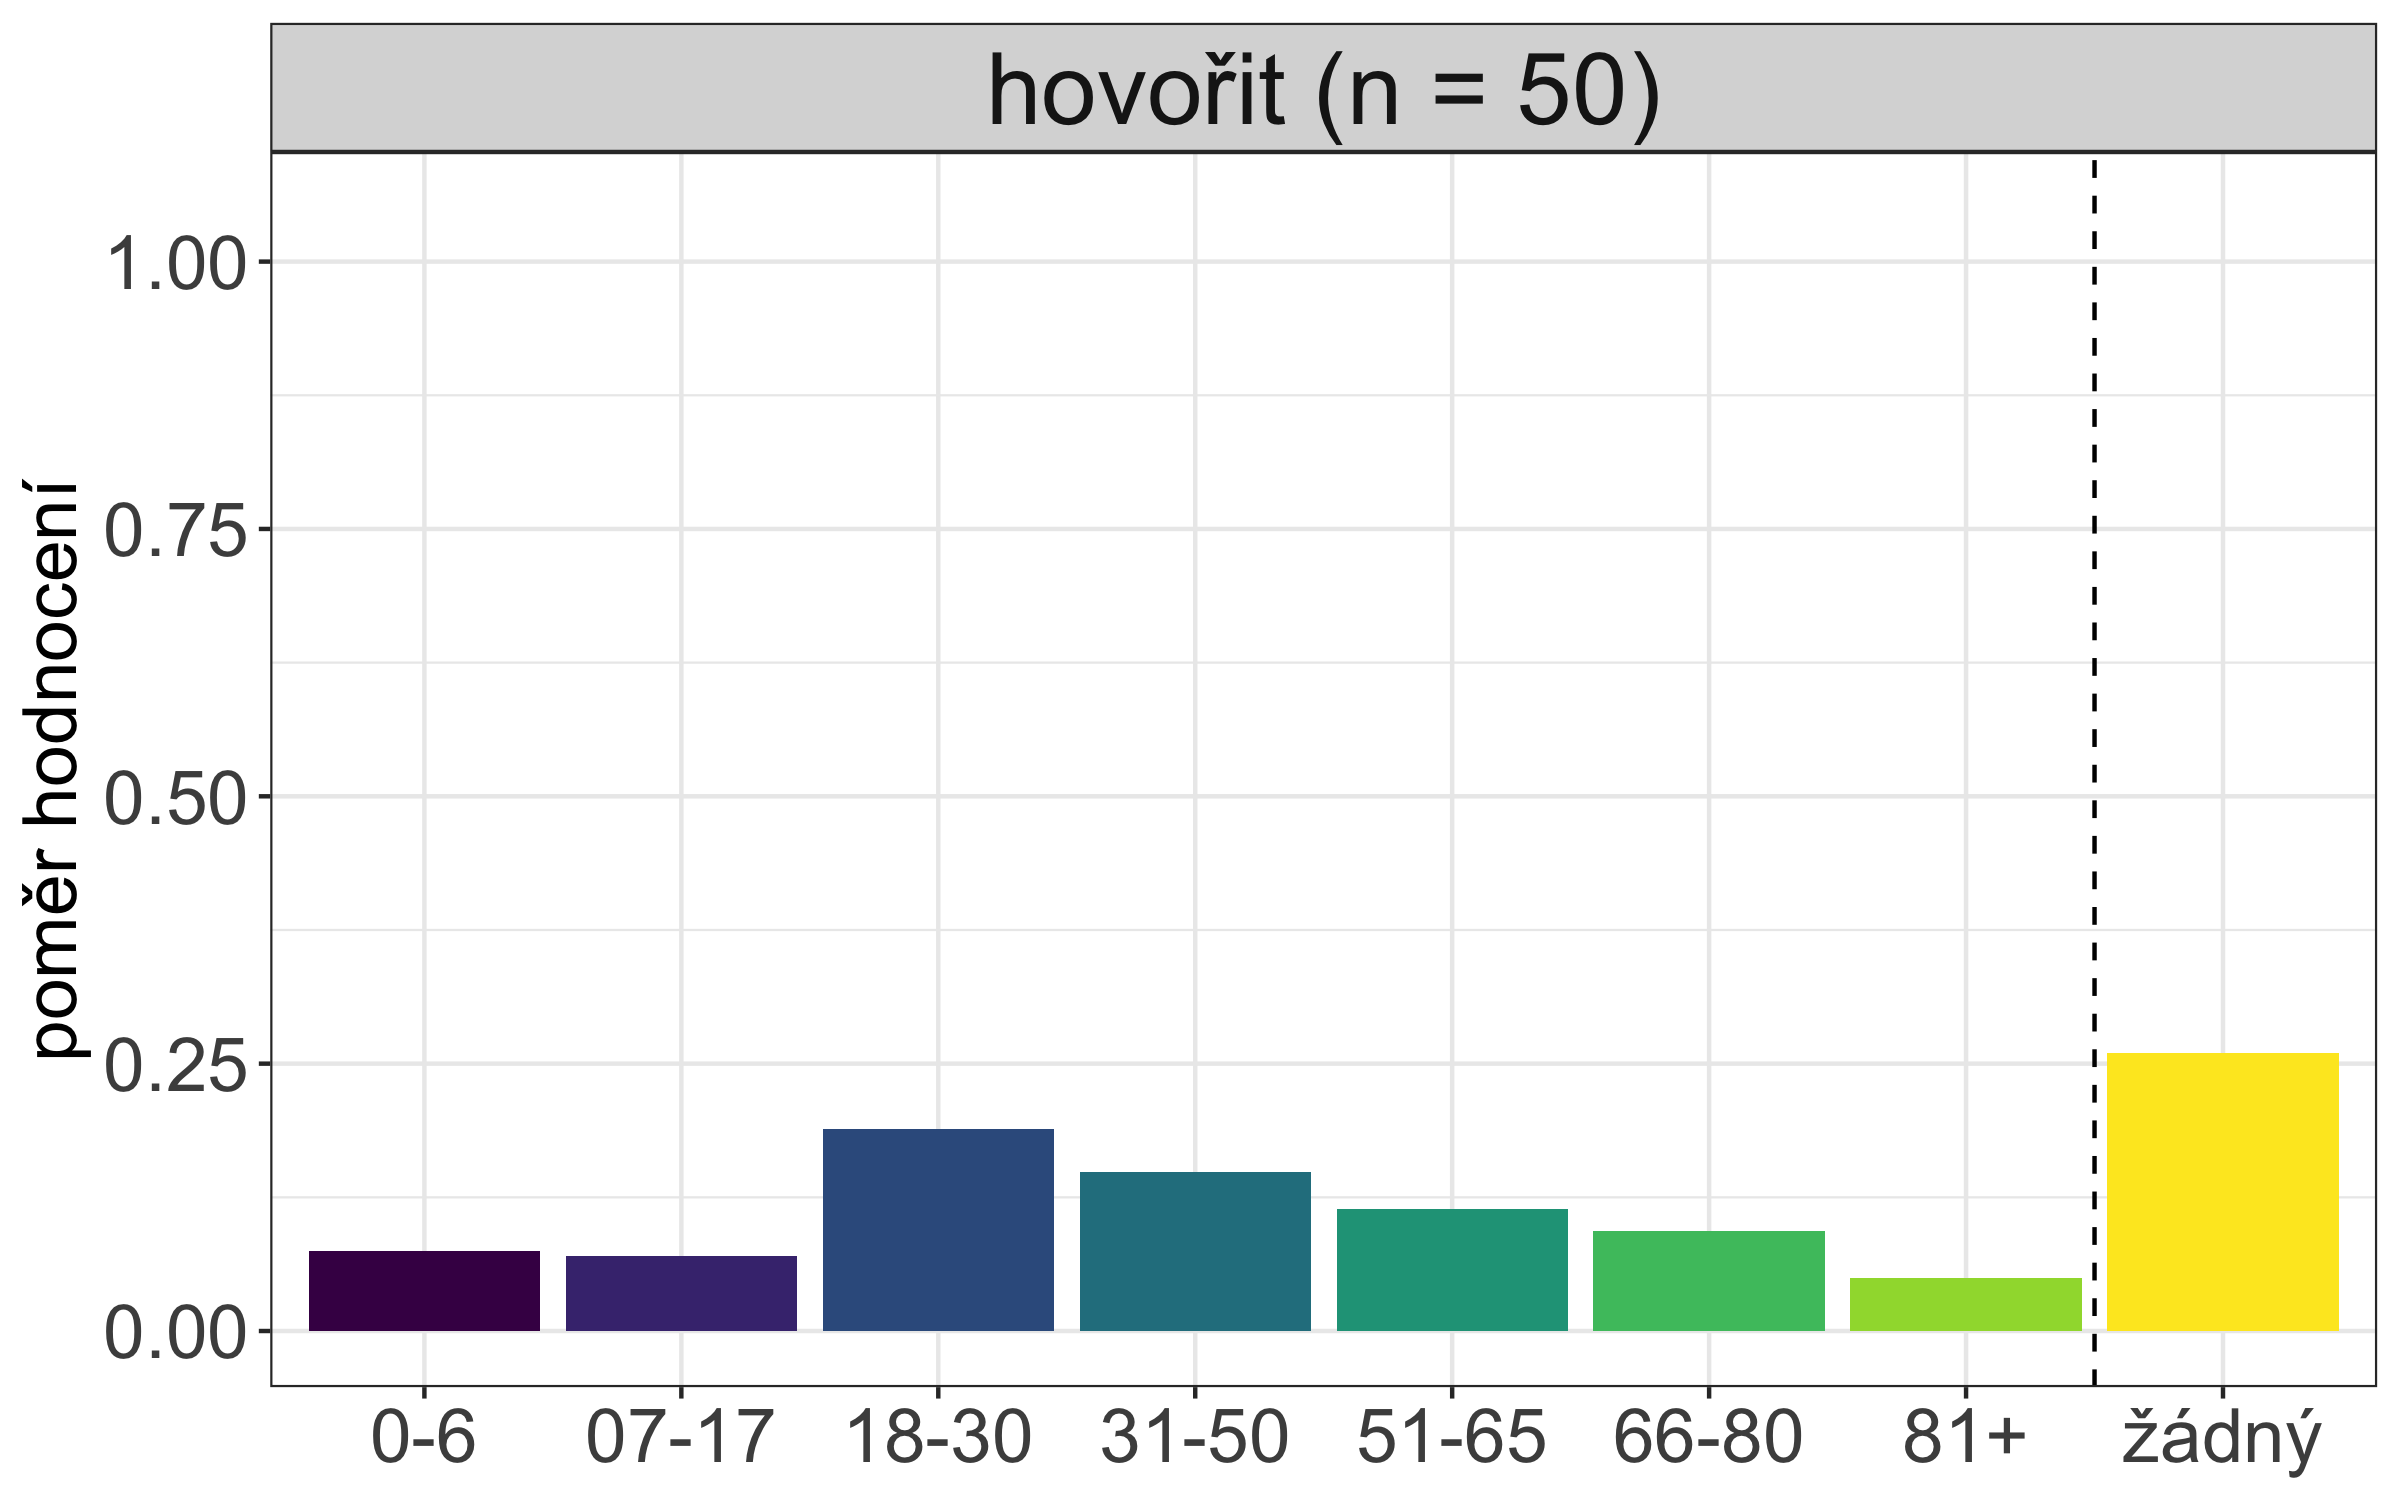 hovořit (n = 50)
poměr hodnocení
1.00
0.75
0.50
0.25
0.00
0-6 07-17 18-30 31-50 51-65 66-80 81+ žádný